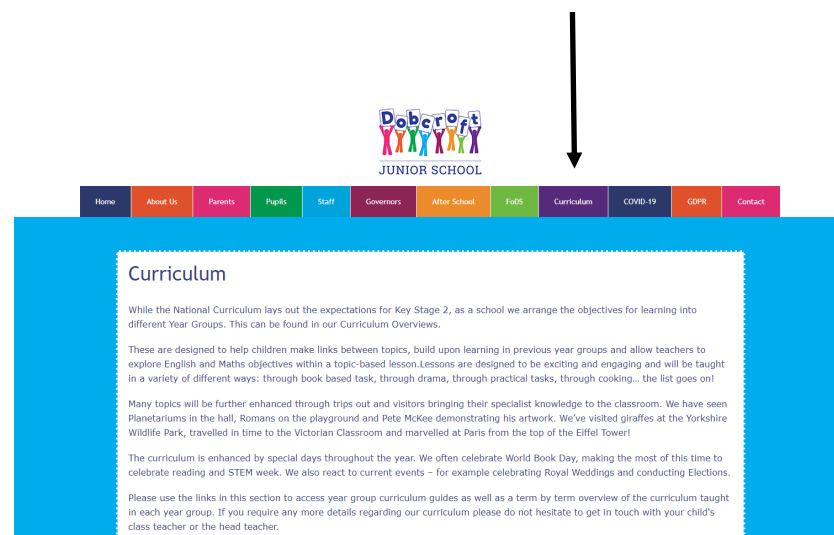 Dobcroft
JUNIOR SCHOOL
Home About Us Parents Pupils Staff Governors After School FoDS Curriculum COVID-19 GDPR Contact
Curriculum
While the National Curriculum lays out the expectations for Key Stage 2, as a school we arrange the objectives for learning into
different Year Groups. This can be found in our Curriculum Overviews.
These are designed to help children make links between topics, build upon learning in previous year groups and allow teachers to
explore English and Maths objectives within a topic-based lesson.Lessons are designed to be exciting and engaging and will be taught
in a variety of different ways: through book based task, through drama, through practical tasks, through cooking… the list goes on!
Many topics will be further enhanced through trips out and visitors bringing their specialist knowledge to the classroom. We have seen
Planetariums in the hall, Romans on the playground and Pete McKee demonstrating his artwork. We've visited giraffes at the Yorkshire
Wildlife Park, travelled in time to the Victorian Classroom and marvelled at Paris from the top of the Eiffel Tower!
The curriculum is enhanced by special days throughout the year. We often celebrate World Book Day, making the most of this time to
celebrate reading and STEM week. We also react to current events – for example celebrating Royal Weddings and conducting Elections.
Please use the links in this section to access year group curriculum guides as well as a term by term overview of the curriculum taught
in each year group. If you require any more details regarding our curriculum please do not hesitate to get in touch with your child's
class teacher or the head teacher.